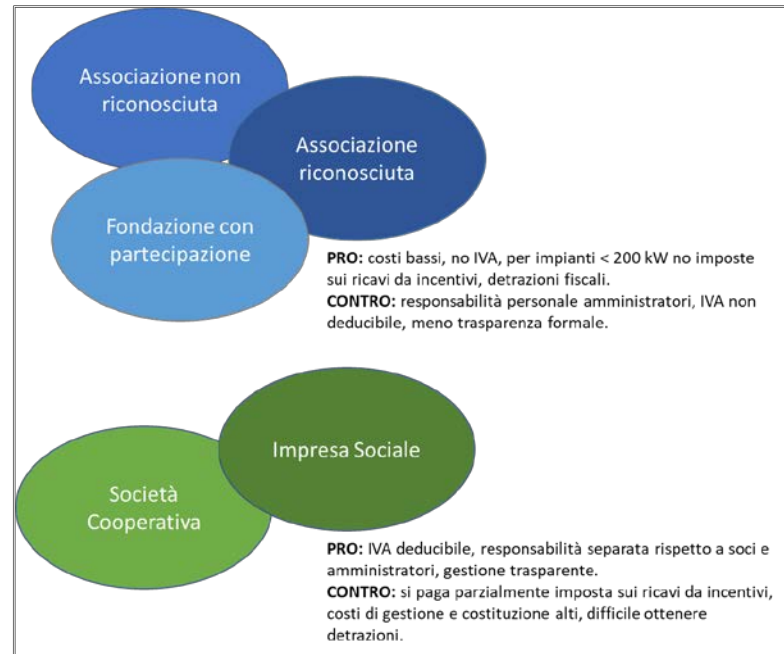 Associazione non
riconosciuta
Associazione
riconosciuta
Fondazione con
partecipazione
PRO: costi bassi, no IVA, per impianti < 200 kW no imposte
sui ricavi da incentivi, detrazioni fiscali.
CONTRO: responsabilità personale amministratori, IVA non
deducibile, meno trasparenza formale.
Impresa Sociale
Società
Cooperativa
PRO: IVA deducibile, responsabilità separata rispetto a soci e
amministratori, gestione trasparente.
CONTRO: si paga parzialmente imposta sui ricavi da incentivi,
costi di gestione e costituzione alti, difficile ottenere
detrazioni.